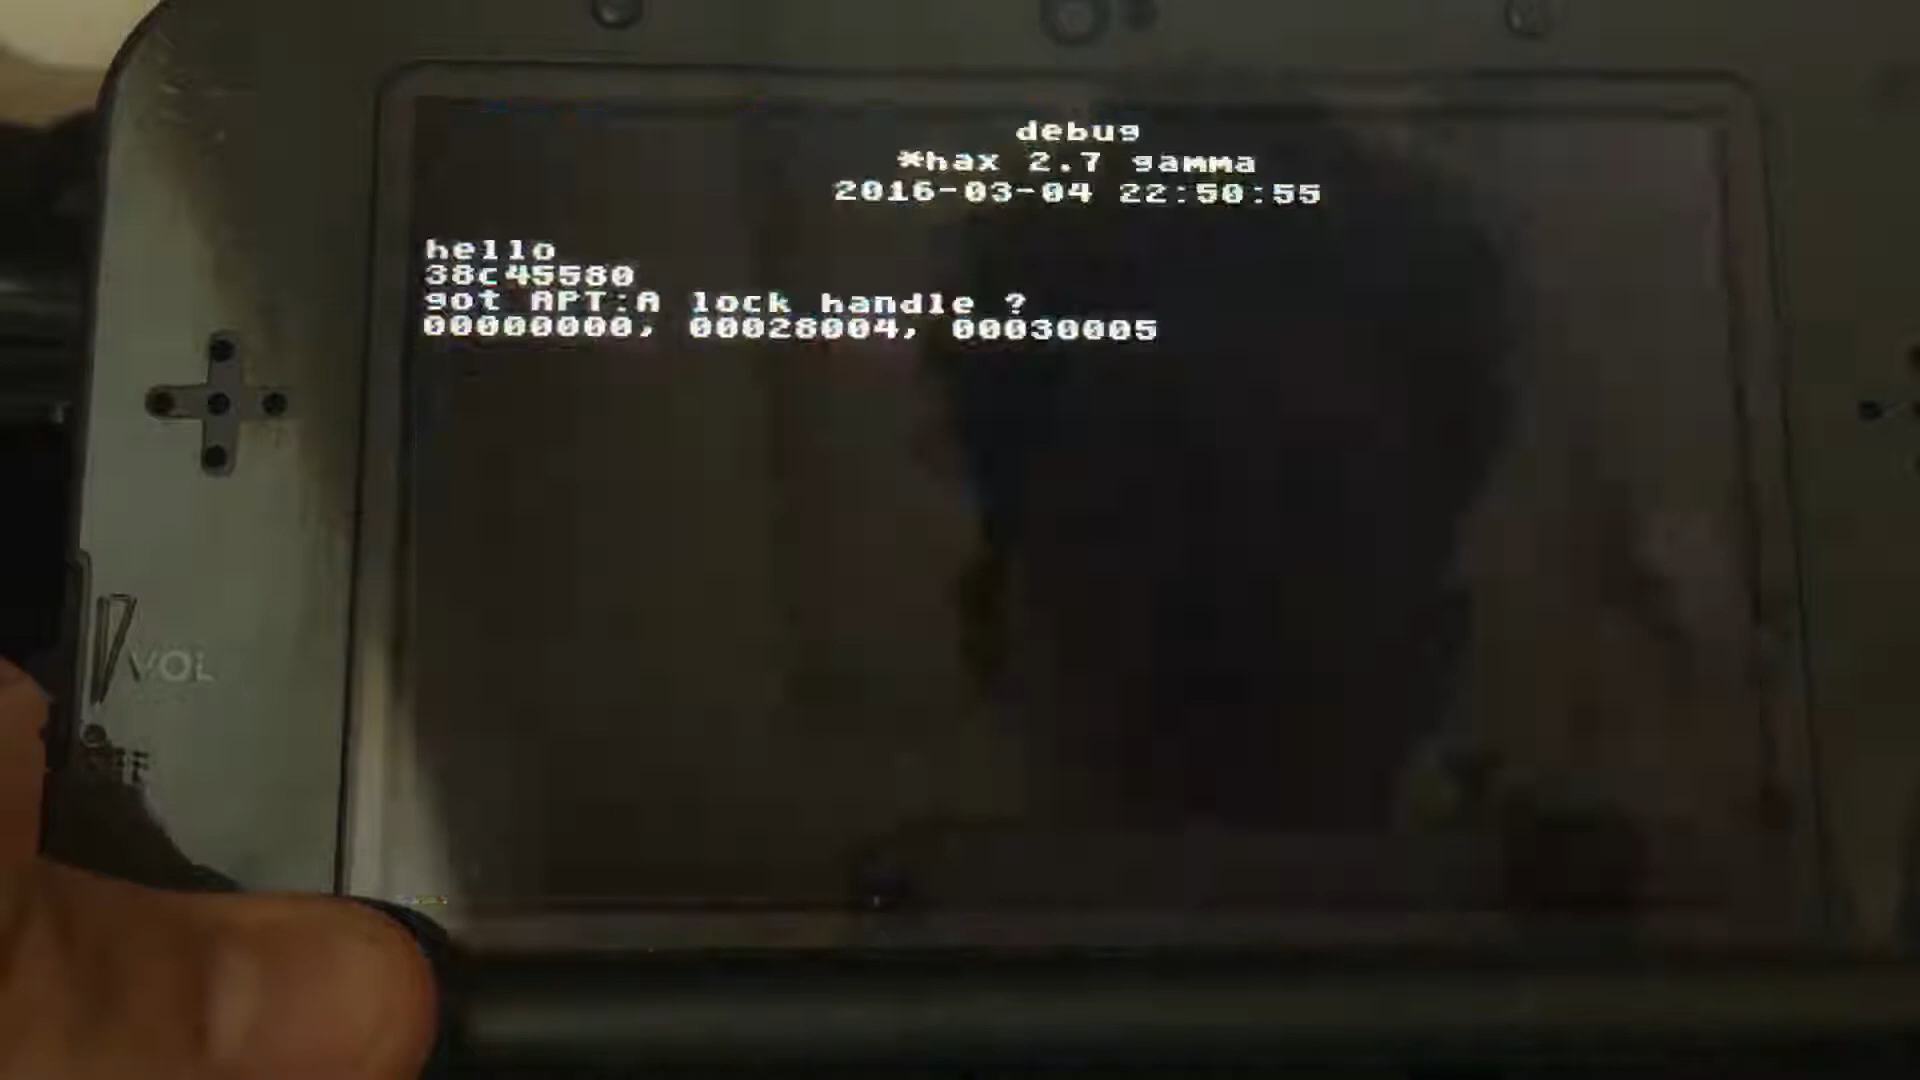 debug
*hax 2.7 gamma
2016-03-04 22:50:55
hello
38c45580
got APT:A lock handle ?
00000000, 00028004, 00030005
VOL